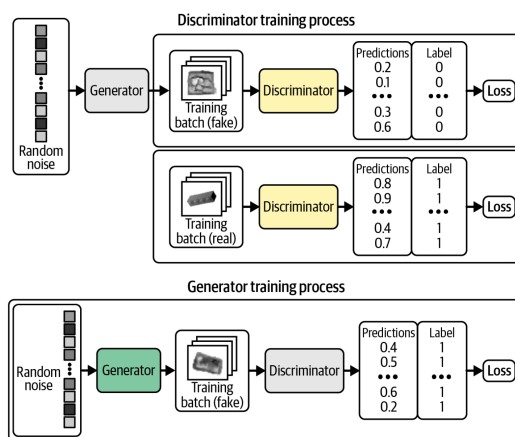 Discriminator training process
Random
noise
Generator
Training
batch (fake)
Discriminator
Predictions Label
0.2 0
0.1 0
••• •••
0.3 0
0.6 0
Loss
Training
batch (real)
Discriminator
Predictions Label
0.8 1
0.9 1
••• •••
0.4 1
0.7 1
Loss
Generator training process
Random
noise
Generator
Training
batch (fake)
Discriminator
Predictions Label
0.4 1
0.5 1
••• •••
0.6 1
0.2 1
Loss